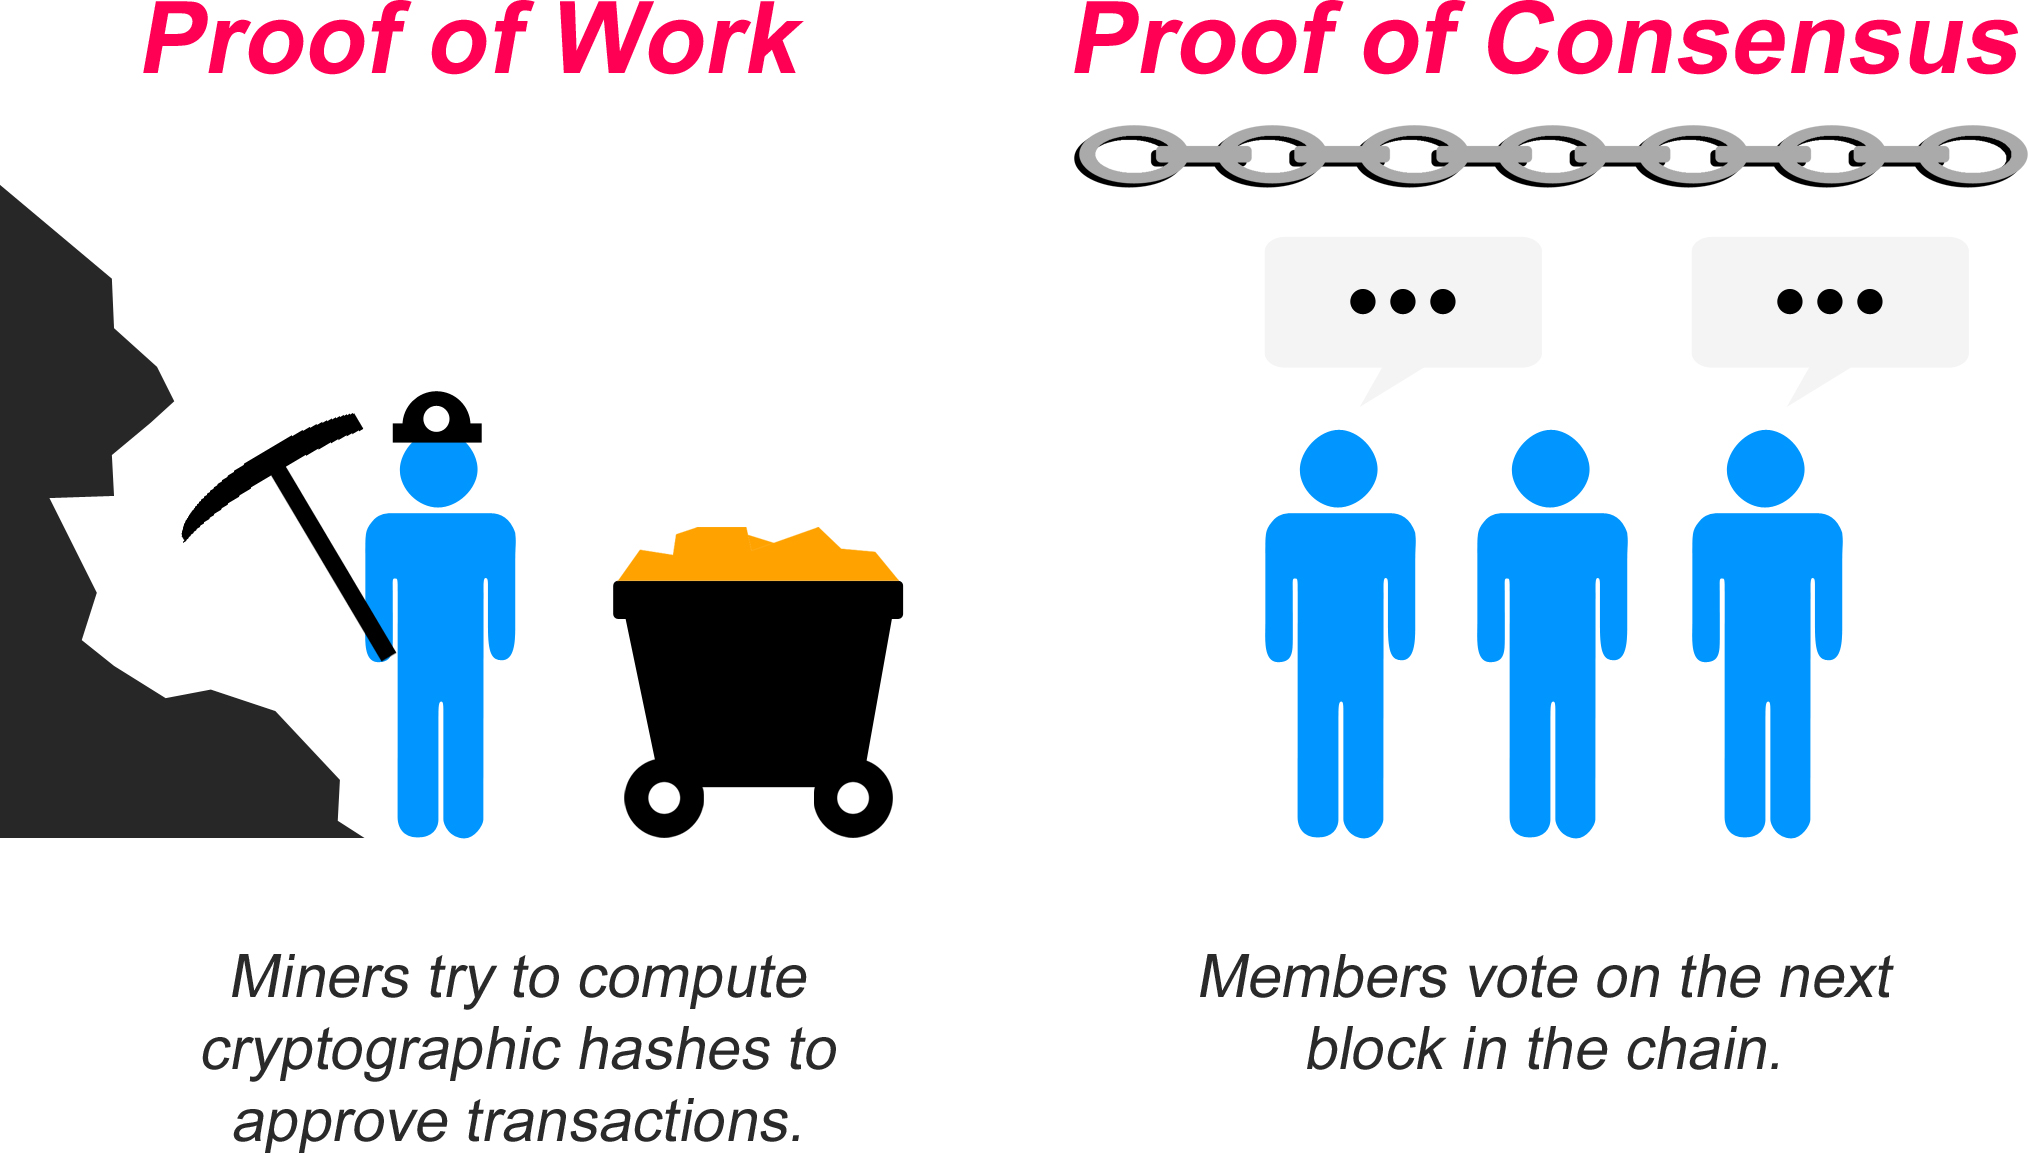 Proof of Work
Proof of Consensus
Miners try to compute
cryptographic hashes to
approve transactions.
Members vote on the next
block in the chain.